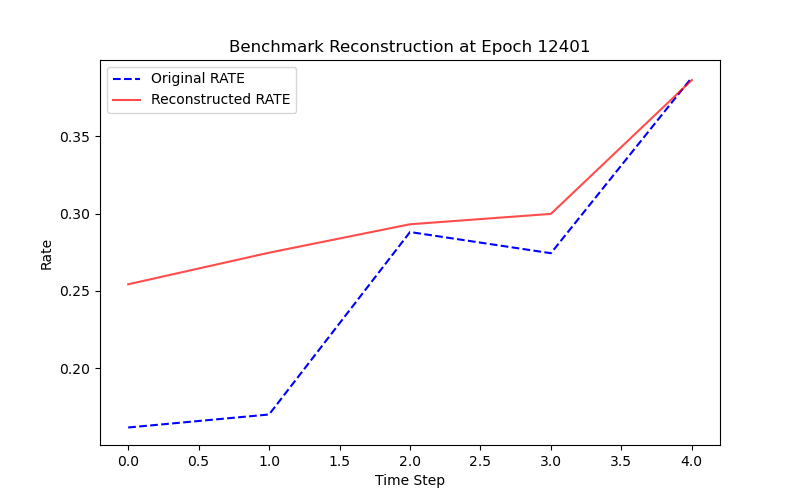 Benchmark Reconstruction at Epoch 12401
Original RATE
Reconstructed RATE
0.35
0.30
0.25
0.20
Rate
0.0 0.5 1.0 1.5 2.0 2.5 3.0 3.5 4.0
Time Step